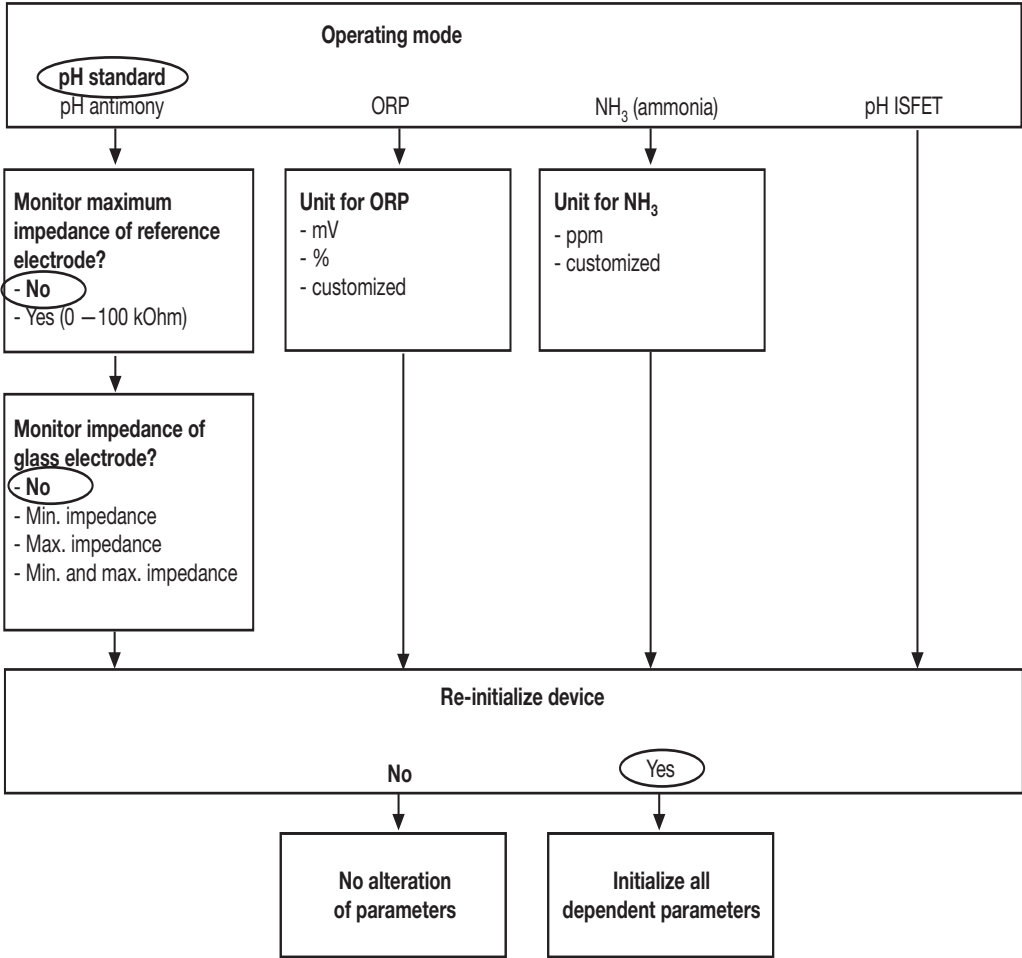 Operating mode
pH standard
pH antimony
ORP
NH₃ (ammonia)
pH ISFET
Monitor maximum
impedance of reference
electrode?
- No
- Yes (0 – 100 kOhm)
Unit for ORP
- mV
- %
- customized
Unit for NH₃
- ppm
- customized
Monitor impedance of
glass electrode?
- No
- Min. impedance
- Max. impedance
- Min. and max. impedance
Re-initialize device
No
Yes
No alteration
of parameters
Initialize all
dependent parameters